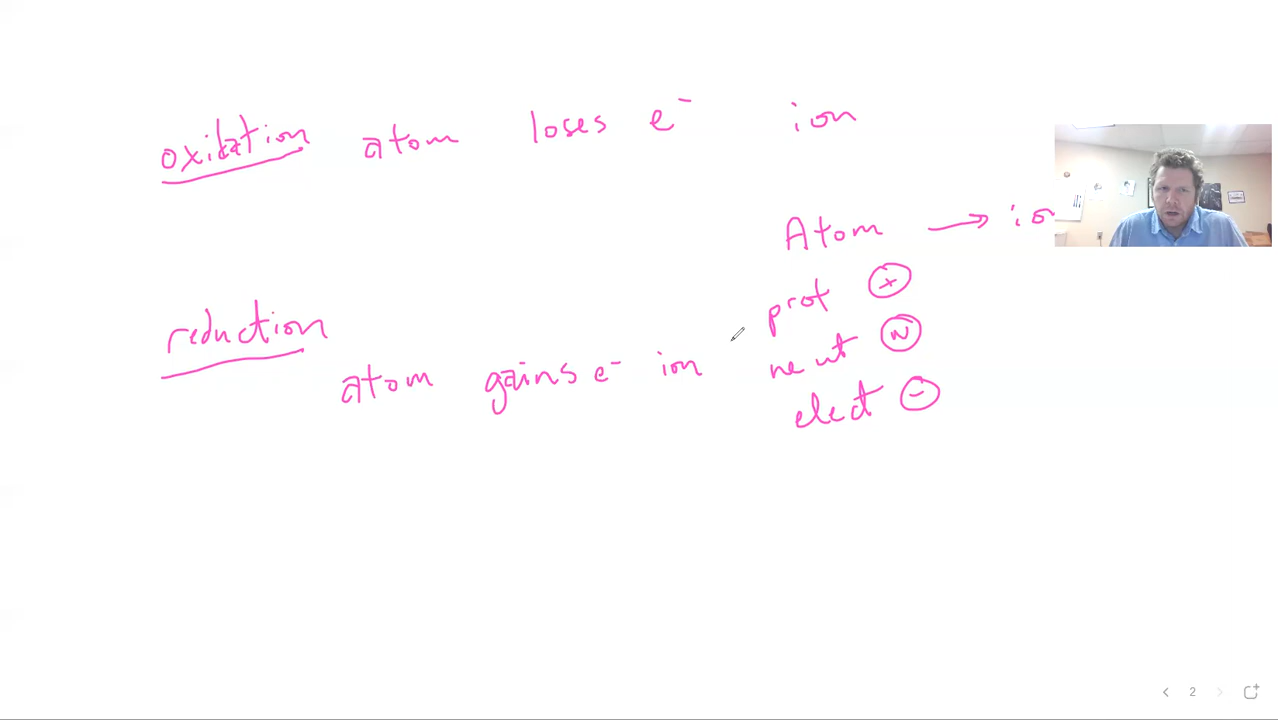 oxidation atom loses e⁻ ion
Atom → ion
prot +
reduction
neut N
atom gains e⁻ ion
elect -
2